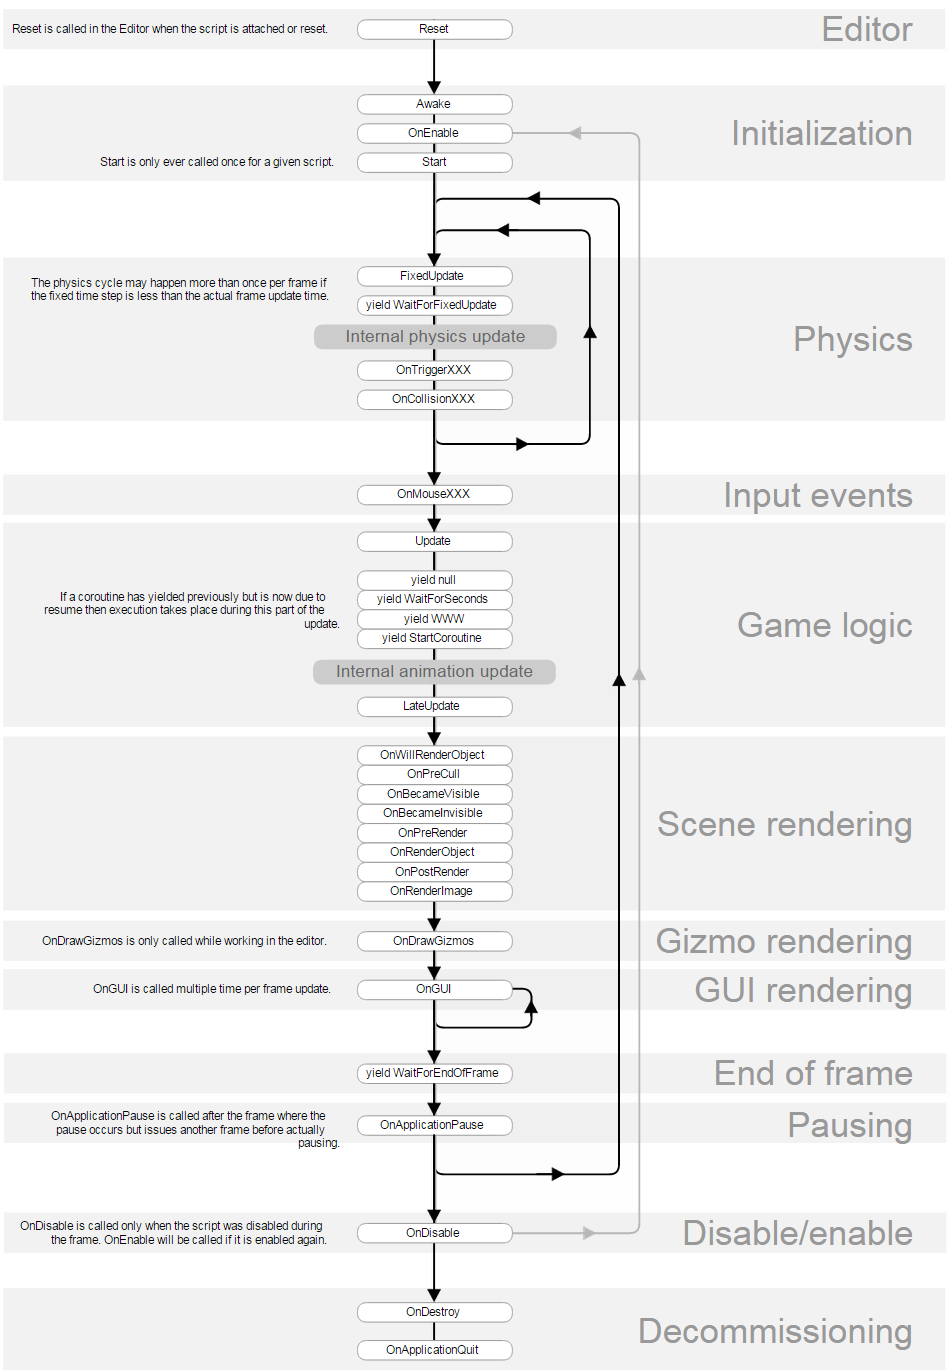 Reset is called in the Editor when the script is attached or reset.
Reset
Editor
Awake
OnEnable
Initialization
Start is only ever called once for a given script.
Start
The physics cycle may happen more than once per frame if
the fixed time step is less than the actual frame update time.
FixedUpdate
yield WaitForFixedUpdate
Internal physics update
Physics
OnTriggerXXX
OnCollisionXXX
OnMouseXXX
Input events
Update
If a coroutine has yielded previously but is now due to
resume then execution takes place during this part of the
update.
yield null
yield WaitForSeconds
yield WWW
yield StartCoroutine
Game logic
Internal animation update
LateUpdate
OnWillRenderObject
OnPreCull
OnBecameVisible
OnBecameInvisible
OnPreRender
OnRenderObject
OnPostRender
OnRenderImage
Scene rendering
OnDrawGizmos is only called while working in the editor.
OnDrawGizmos
Gizmo rendering
OnGUI is called multiple time per frame update.
OnGUI
GUI rendering
yield WaitForEndOfFrame
End of frame
OnApplicationPause is called after the frame where the
pause occurs but issues another frame before actually
pausing.
OnApplicationPause
Pausing
OnDisable is called only when the script was disabled during
the frame. OnEnable will be called if it is enabled again.
OnDisable
Disable/enable
OnDestroy
Decommissioning
OnApplicationQuit